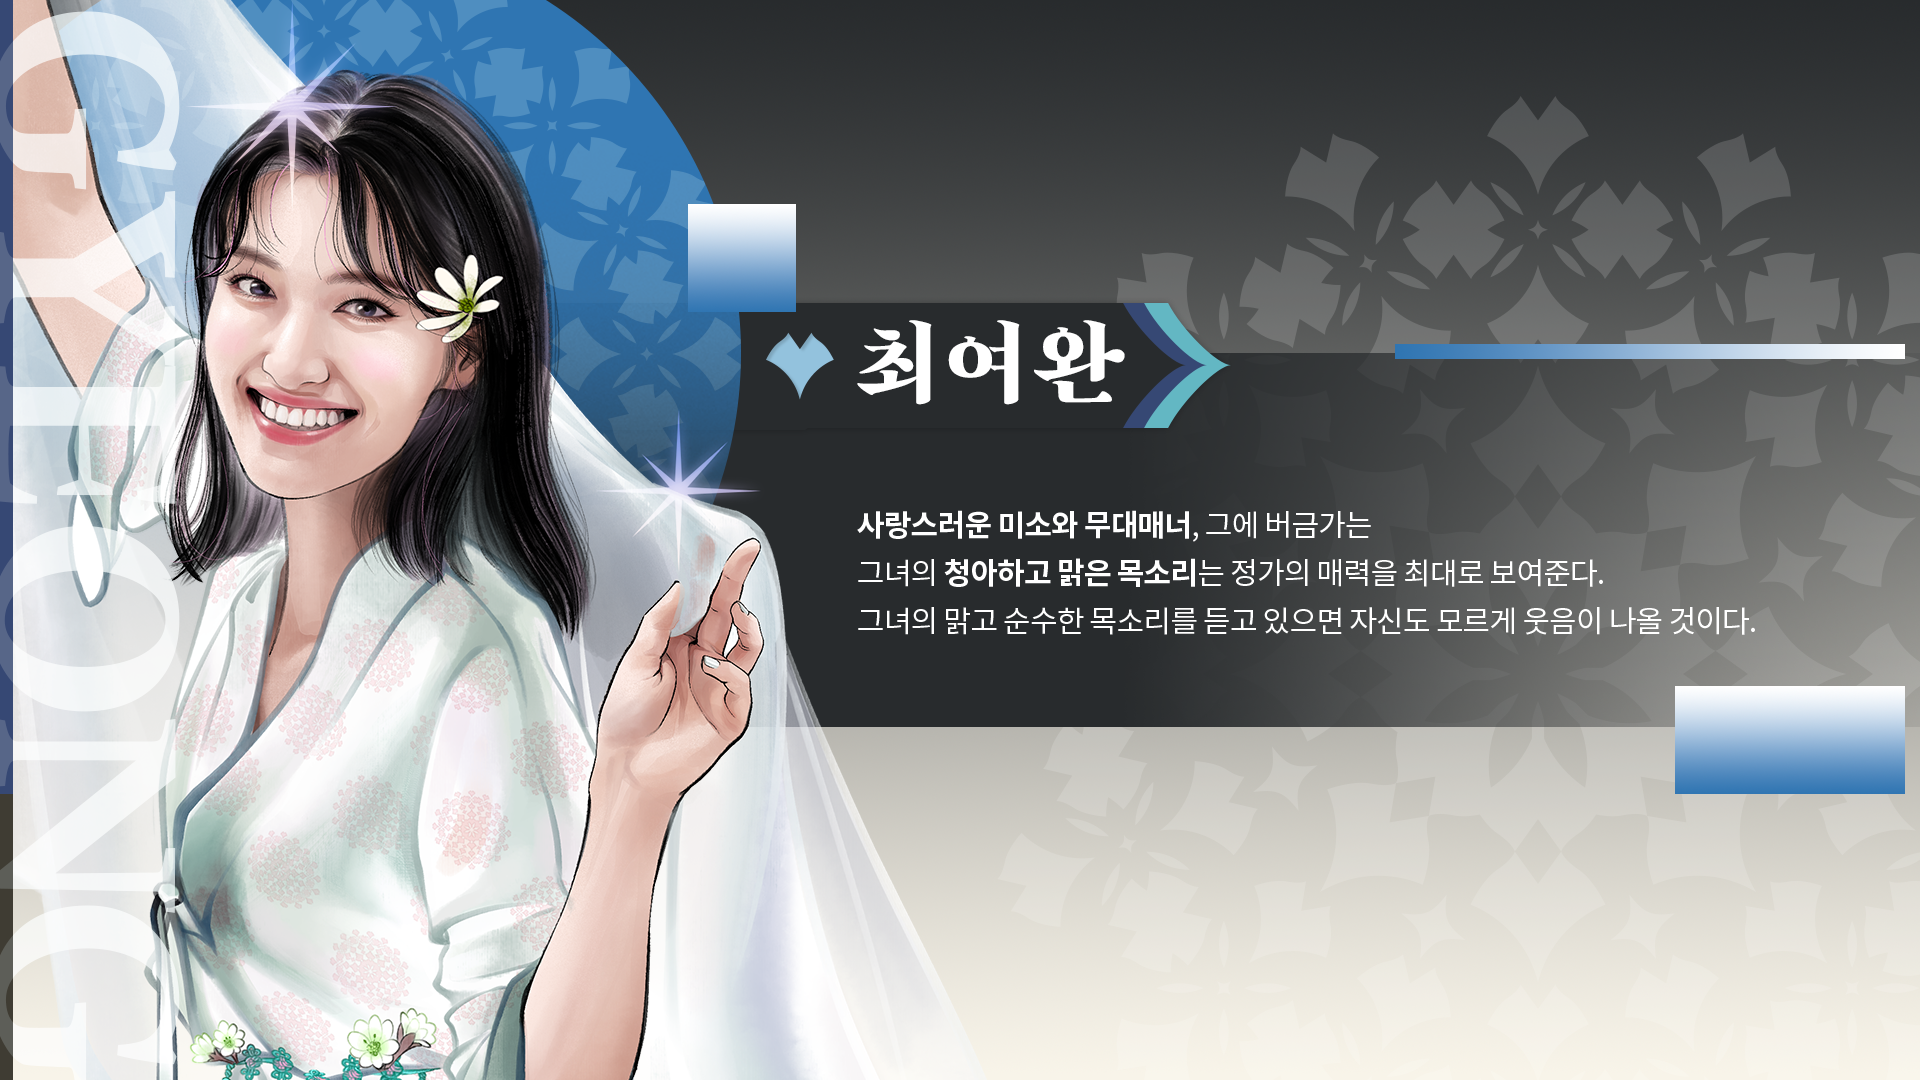 GYILONG
최여완
사랑스러운 미소와 무대매너, 그에 버금가는
그녀의 청아하고 맑은 목소리는 정가의 매력을 최대로 보여준다.
그녀의 맑고 순수한 목소리를 듣고 있으면 자신도 모르게 웃음이 나올 것이다.